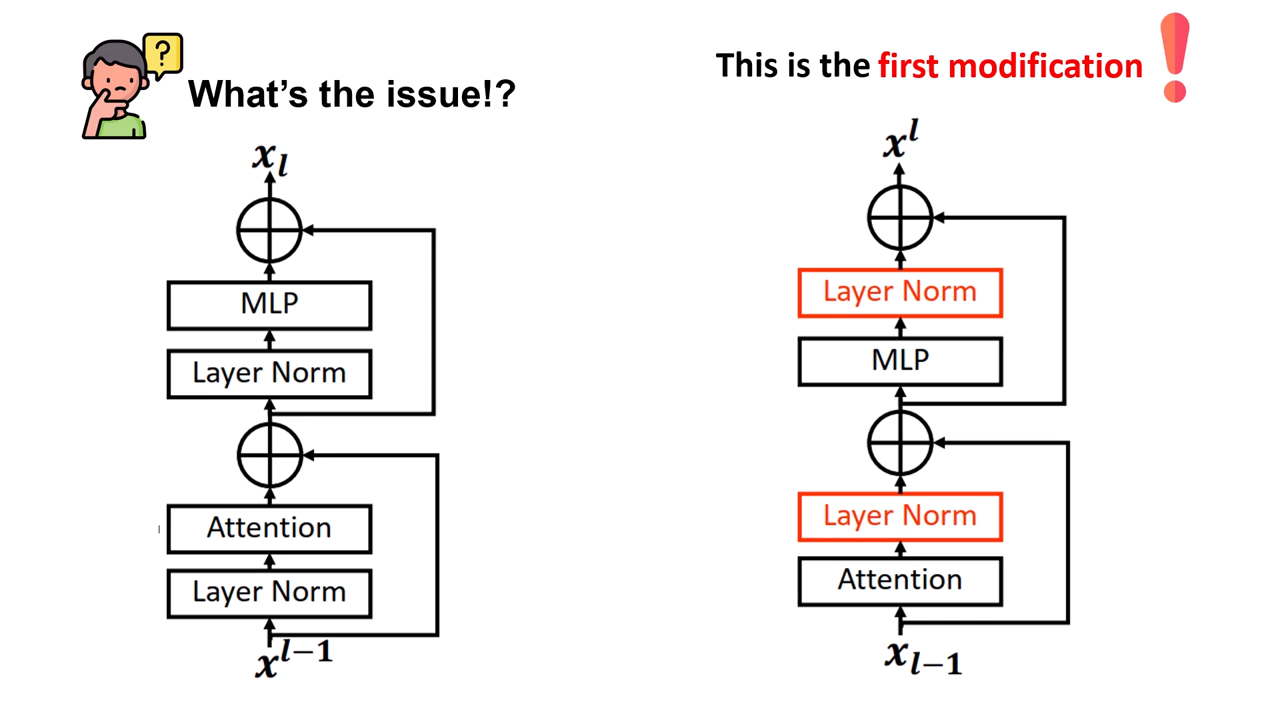 ?
What's the issue!?
x_l
MLP
Layer Norm
Attention
Layer Norm
x^{l-1}
This is the first modification
x^l
Layer Norm
MLP
Layer Norm
Attention
x_{l-1}